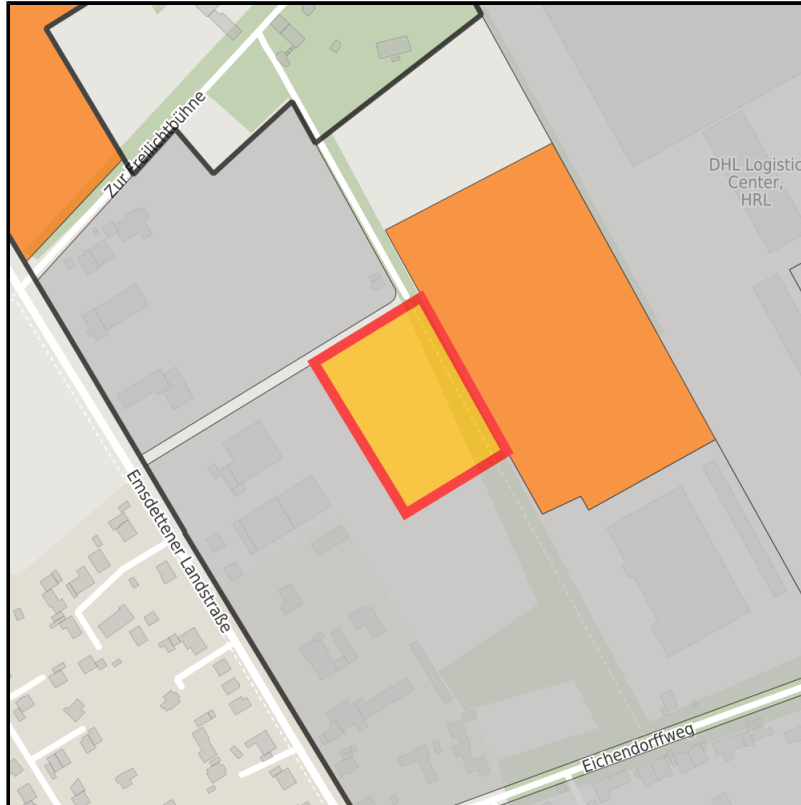 Zur Freilichtbühne
DHL Logistic
Center,
HRL
Emsdettener Landstraße
Eichendorffweg